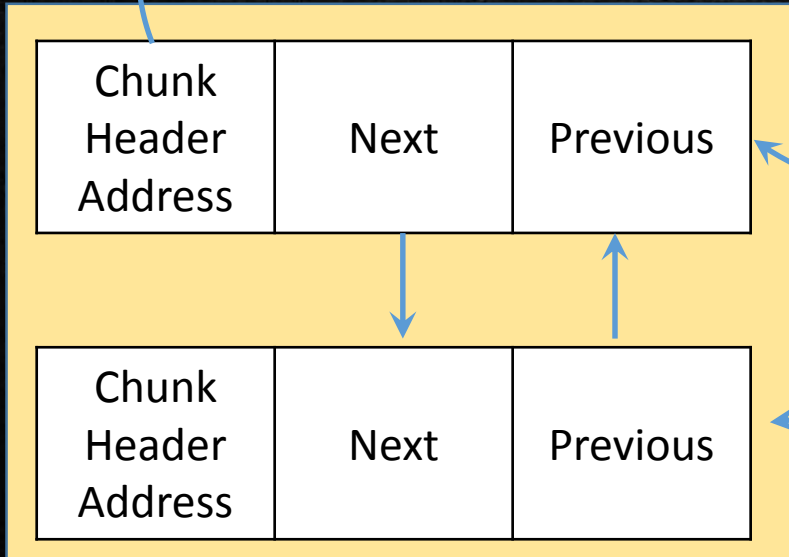 Chunk
Header
Address
Next
Previous
Chunk
Header
Address
Next
Previous